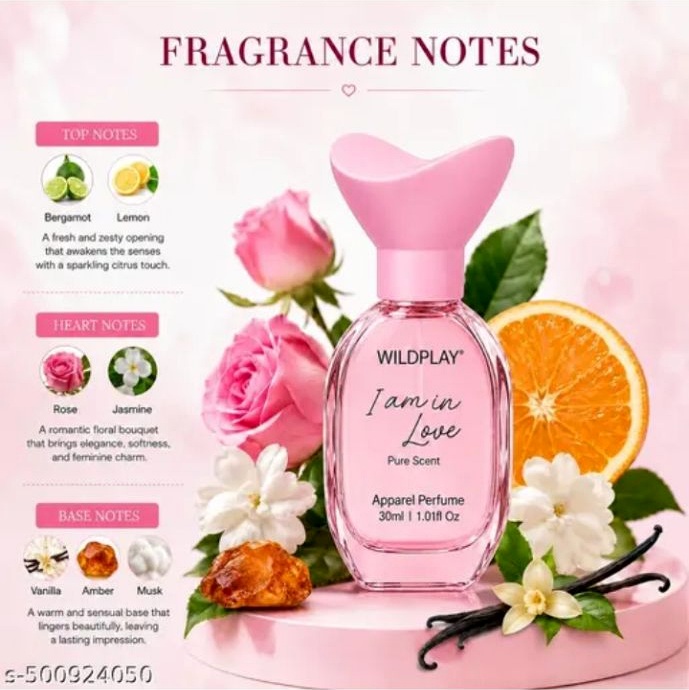 FRAGRANCE NOTES
TOP NOTES
Bergamot Lemon
A fresh and zesty opening
that awakens the senses
with a sparkling citrus touch.
HEART NOTES
Rose Jasmine
A romantic floral bouquet
that brings elegance, softness,
and feminine charm.
BASE NOTES
Vanilla Amber Musk
A warm and sensual base that
lingers beautifully, leaving
a lasting impression.
WILDPLAY®
I am in
Love
Pure Scent
Apparel Perfume
30ml | 1.01fl Oz
s-500924050